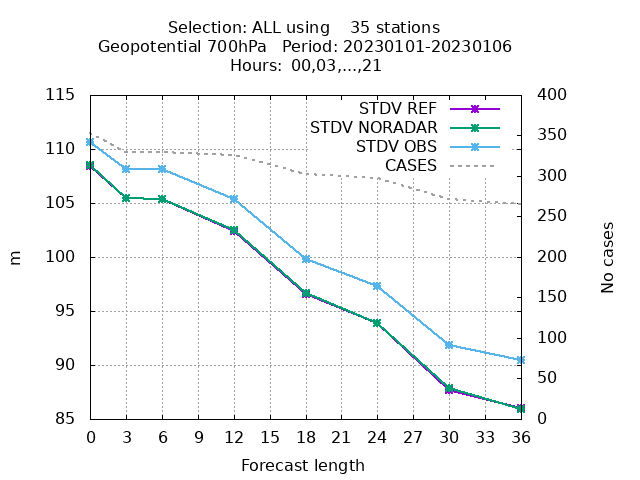 Selection: ALL using    35 stations
Geopotential 700hPa   Period: 20230101-20230106
Hours: 00,03,...,21
115 400
STDV REF
STDV NORADAR
STDV OBS
CASES
110 350
105 300
100 250
95 200
90 150
85 100
50
0
m
No cases
0 3 6 9 12 15 18 21 24 27 30 33 36
Forecast length